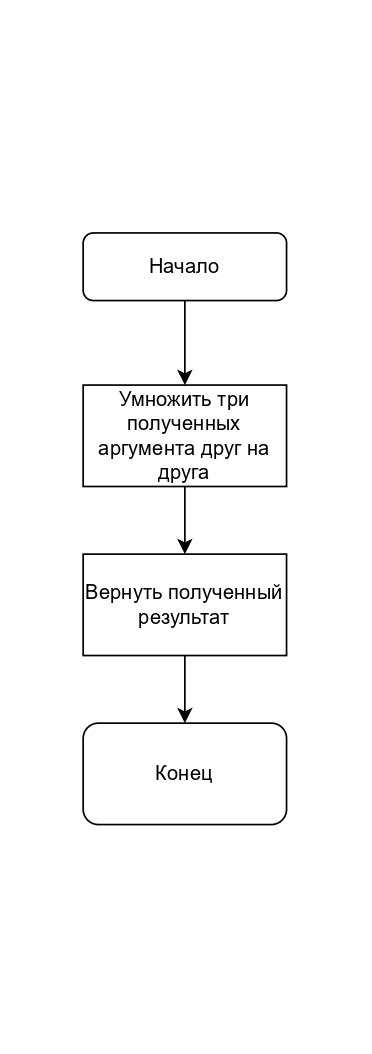 Начало
Умножить три
полученных
аргумента друг на
друга
Вернуть полученный
результат
Конец